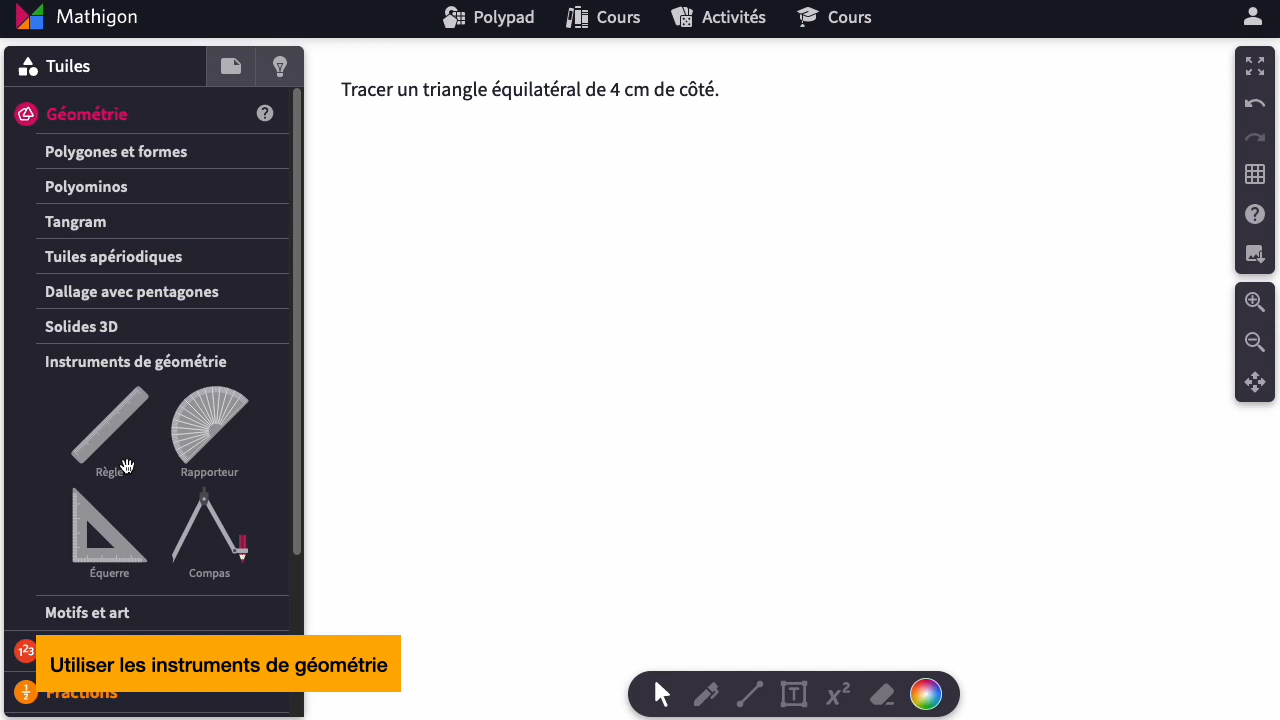 Mathigon
Polypad
Cours
Activités
Cours
Tuiles
Tracer un triangle équilatéral de 4 cm de côté.
Géométrie
Polygones et formes
Polyominos
Tangram
Tuiles apériodiques
Dallage avec pentagones
Solides 3D
Instruments de géométrie
Règle
Rapporteur
Équerre
Compas
Motifs et art
Utiliser les instruments de géométrie
Fractions